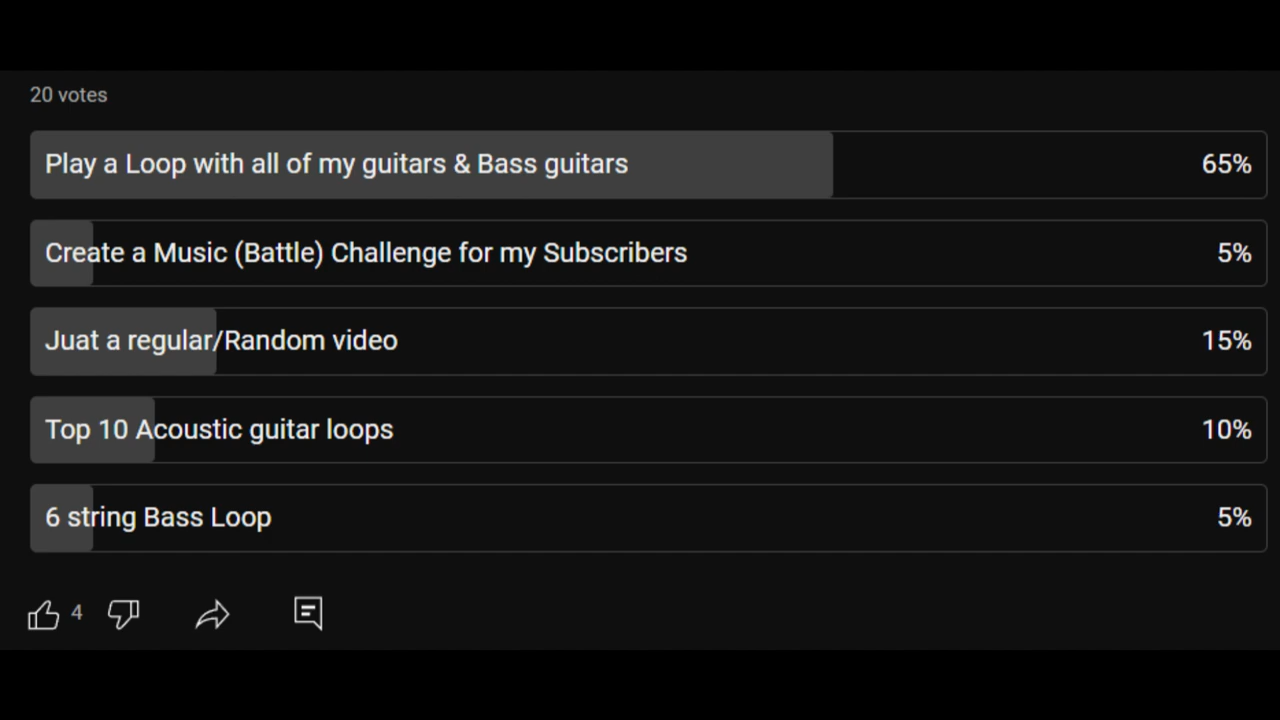 20 votes
Play a Loop with all of my guitars & Bass guitars 65%
Create a Music (Battle) Challenge for my Subscribers 5%
Juat a regular/Random video 15%
Top 10 Acoustic guitar loops 10%
6 string Bass Loop 5%
4